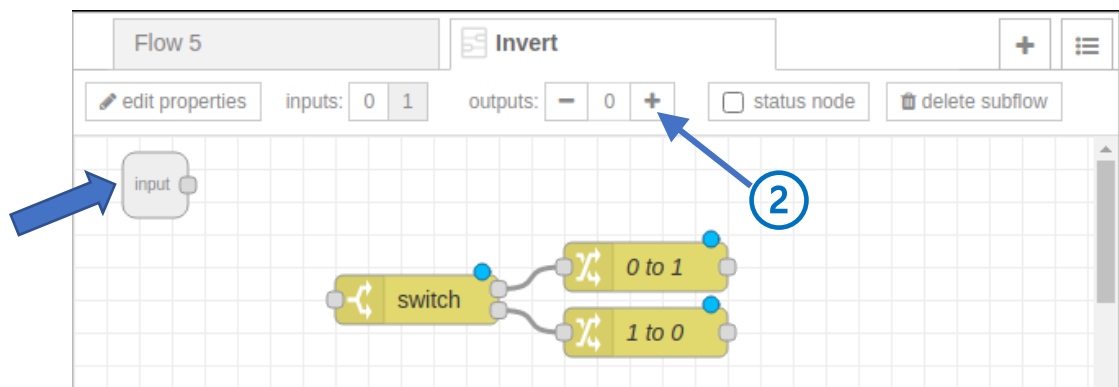 Flow 5 Invert
edit properties inputs: 0 1 outputs: 0 status node delete subflow
input
2
0 to 1
switch
1 to 0